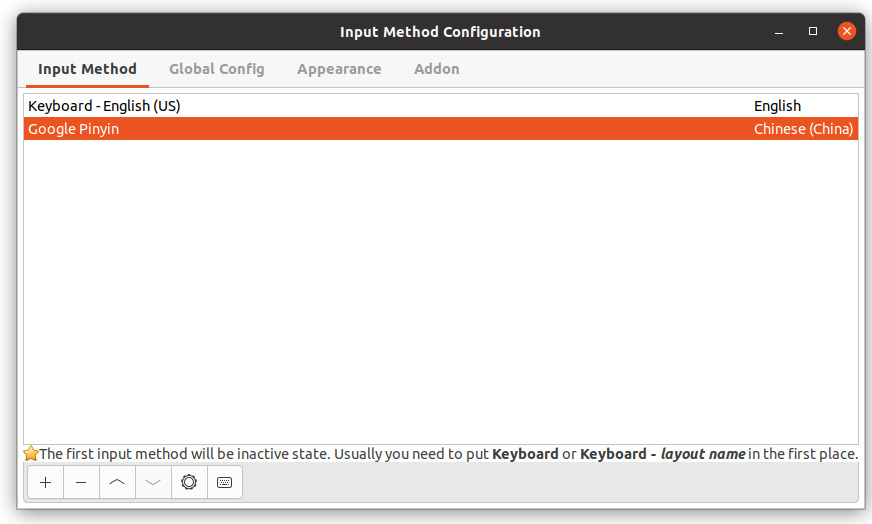 Input Method Configuration
Input Method Global Config Appearance Addon
Keyboard - English (US) English
Google Pinyin Chinese (China)
The first input method will be inactive state. Usually you need to put Keyboard or Keyboard - layout name in the first place.